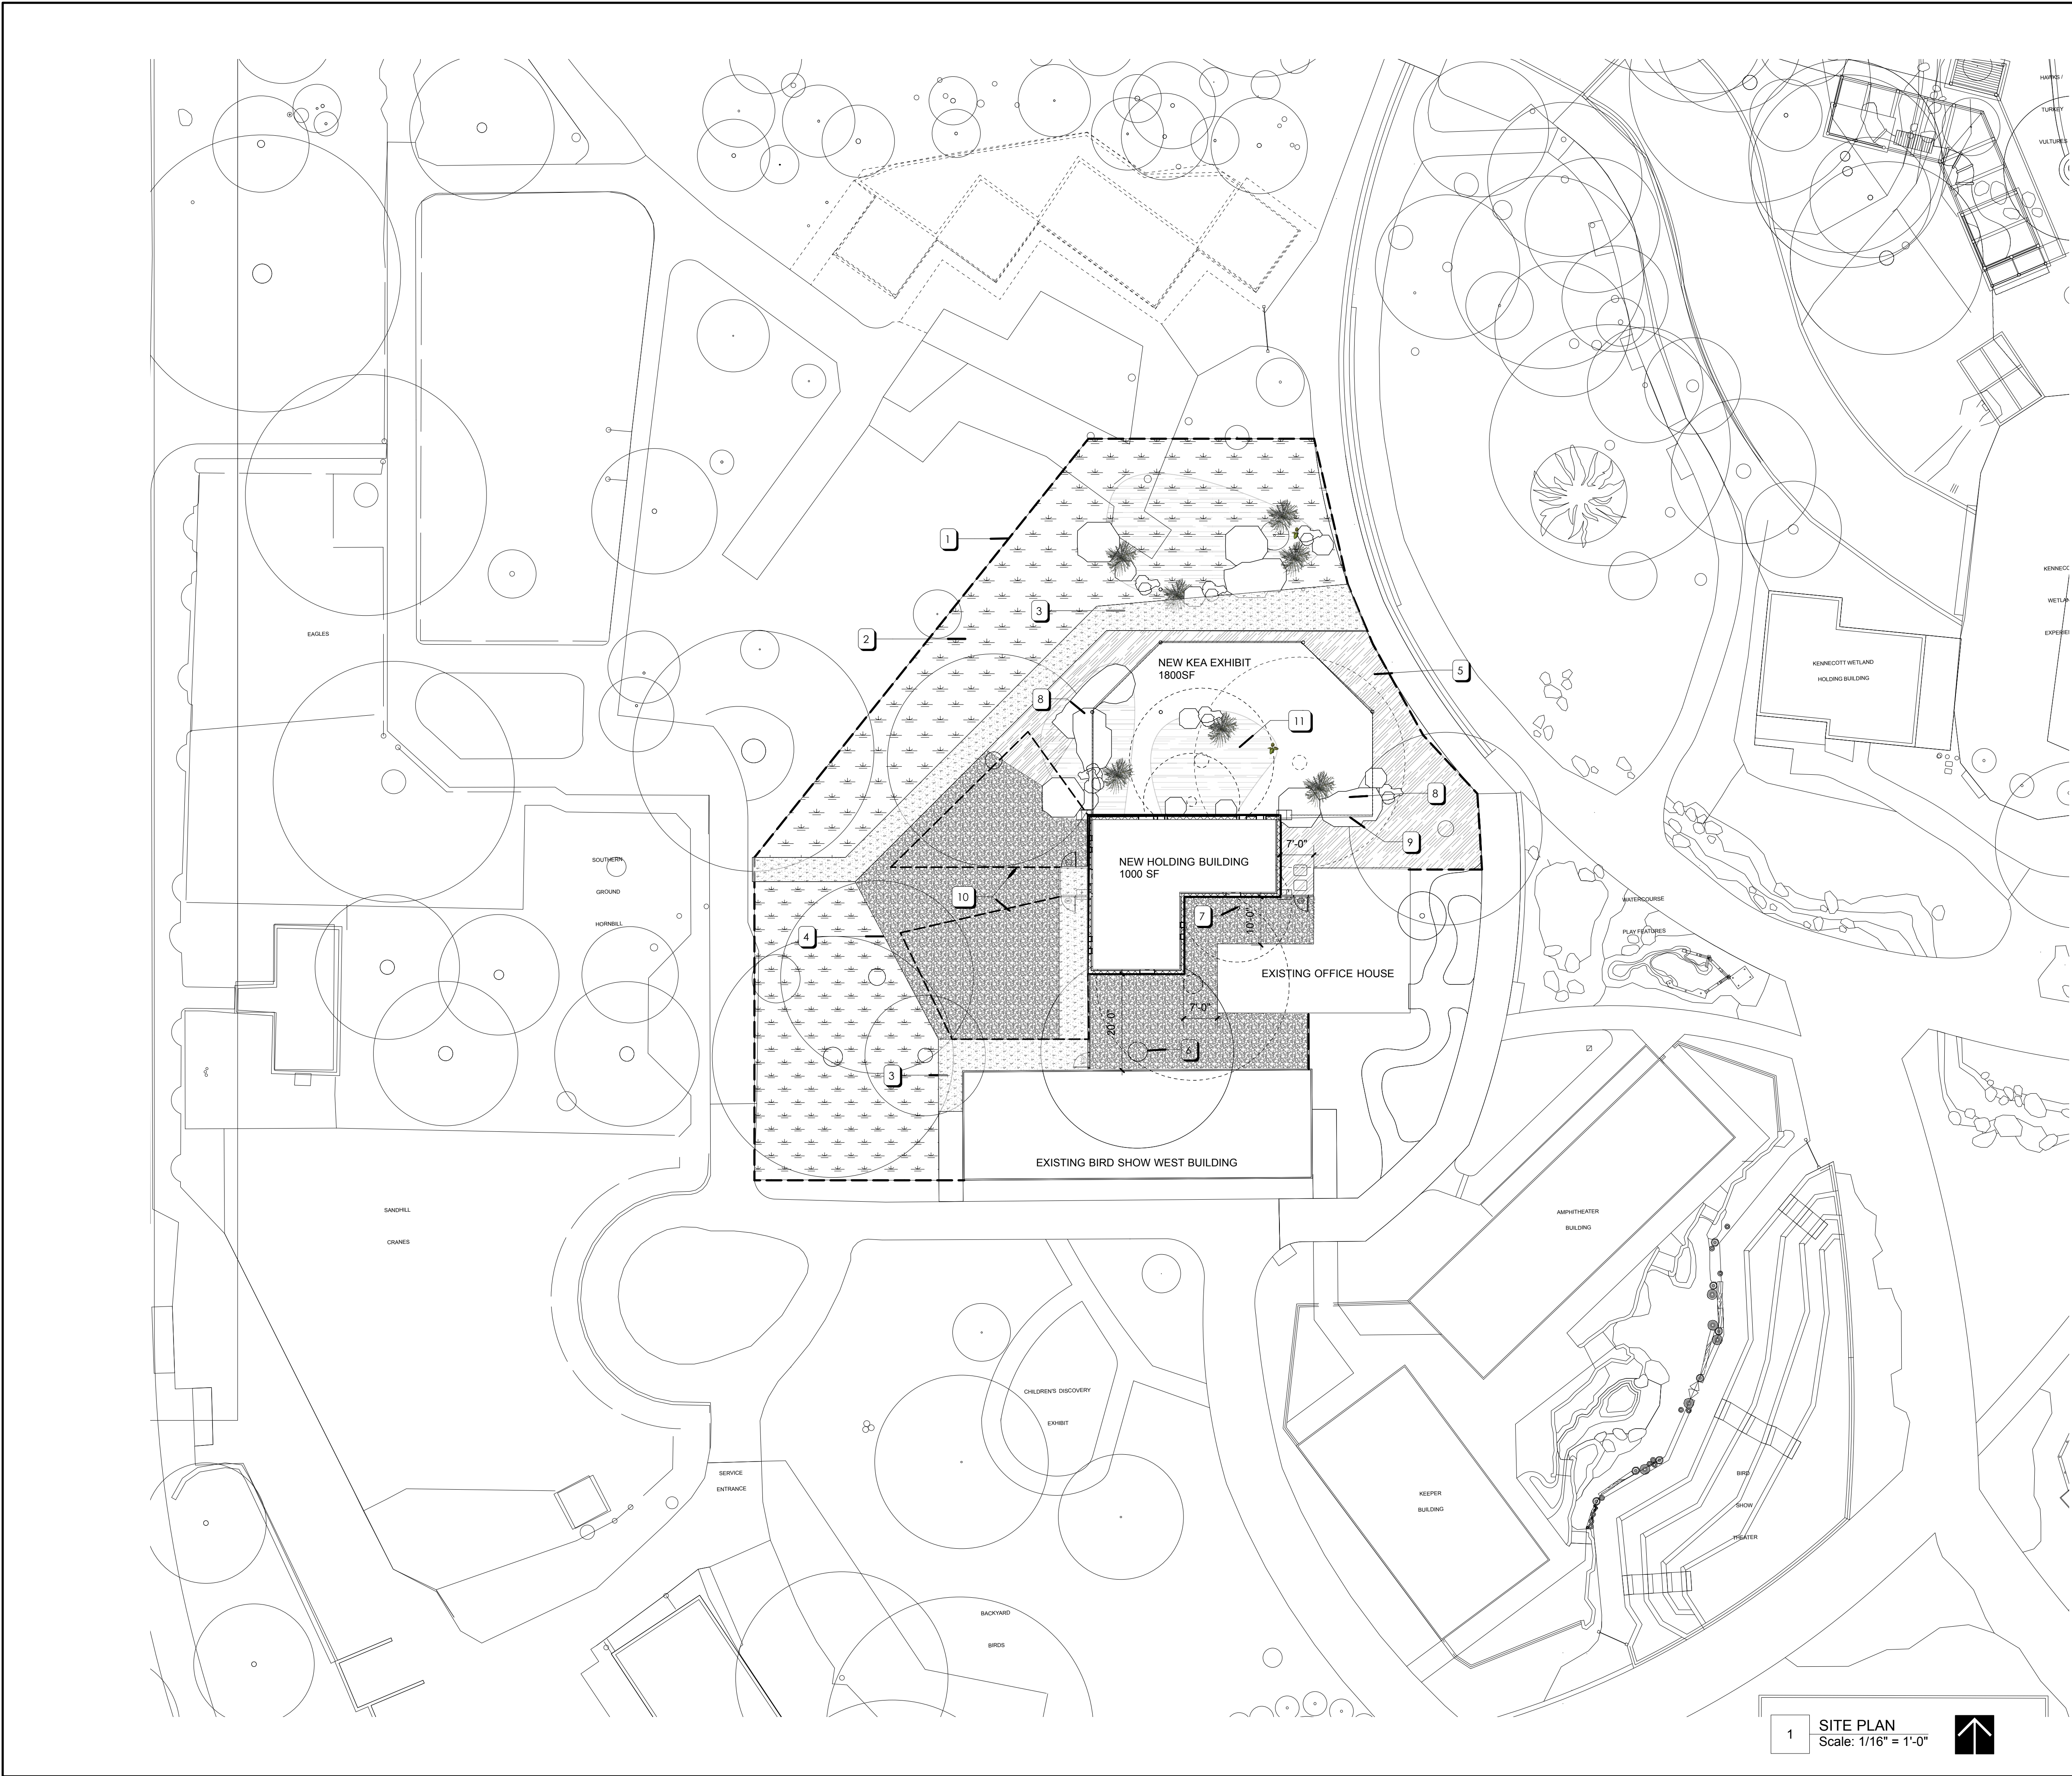 HAWKS /
TURKEY
VULTURES
1
3
2
EAGLES
NEW KEA EXHIBIT
1800SF
5
KENNECOTT WETLAND
HOLDING BUILDING
8
11
8
9
7'-0"
SOUTHERN
GROUND
HORNBILL
NEW HOLDING BUILDING
1000 SF
10
7
10'-0"
4
WATERCOURSE
PLAY FEATURES
EXISTING OFFICE HOUSE
7'-0"
20'-0"
6
3
EXISTING BIRD SHOW WEST BUILDING
SANDHILL
CRANES
AMPHITHEATER
BUILDING
CHILDREN'S DISCOVERY
EXHIBIT
SERVICE
ENTRANCE
KEEPER
BUILDING
BIRD
SHOW
THEATER
BACKYARD
BIRDS
1
SITE PLAN
Scale: 1/16" = 1'-0"